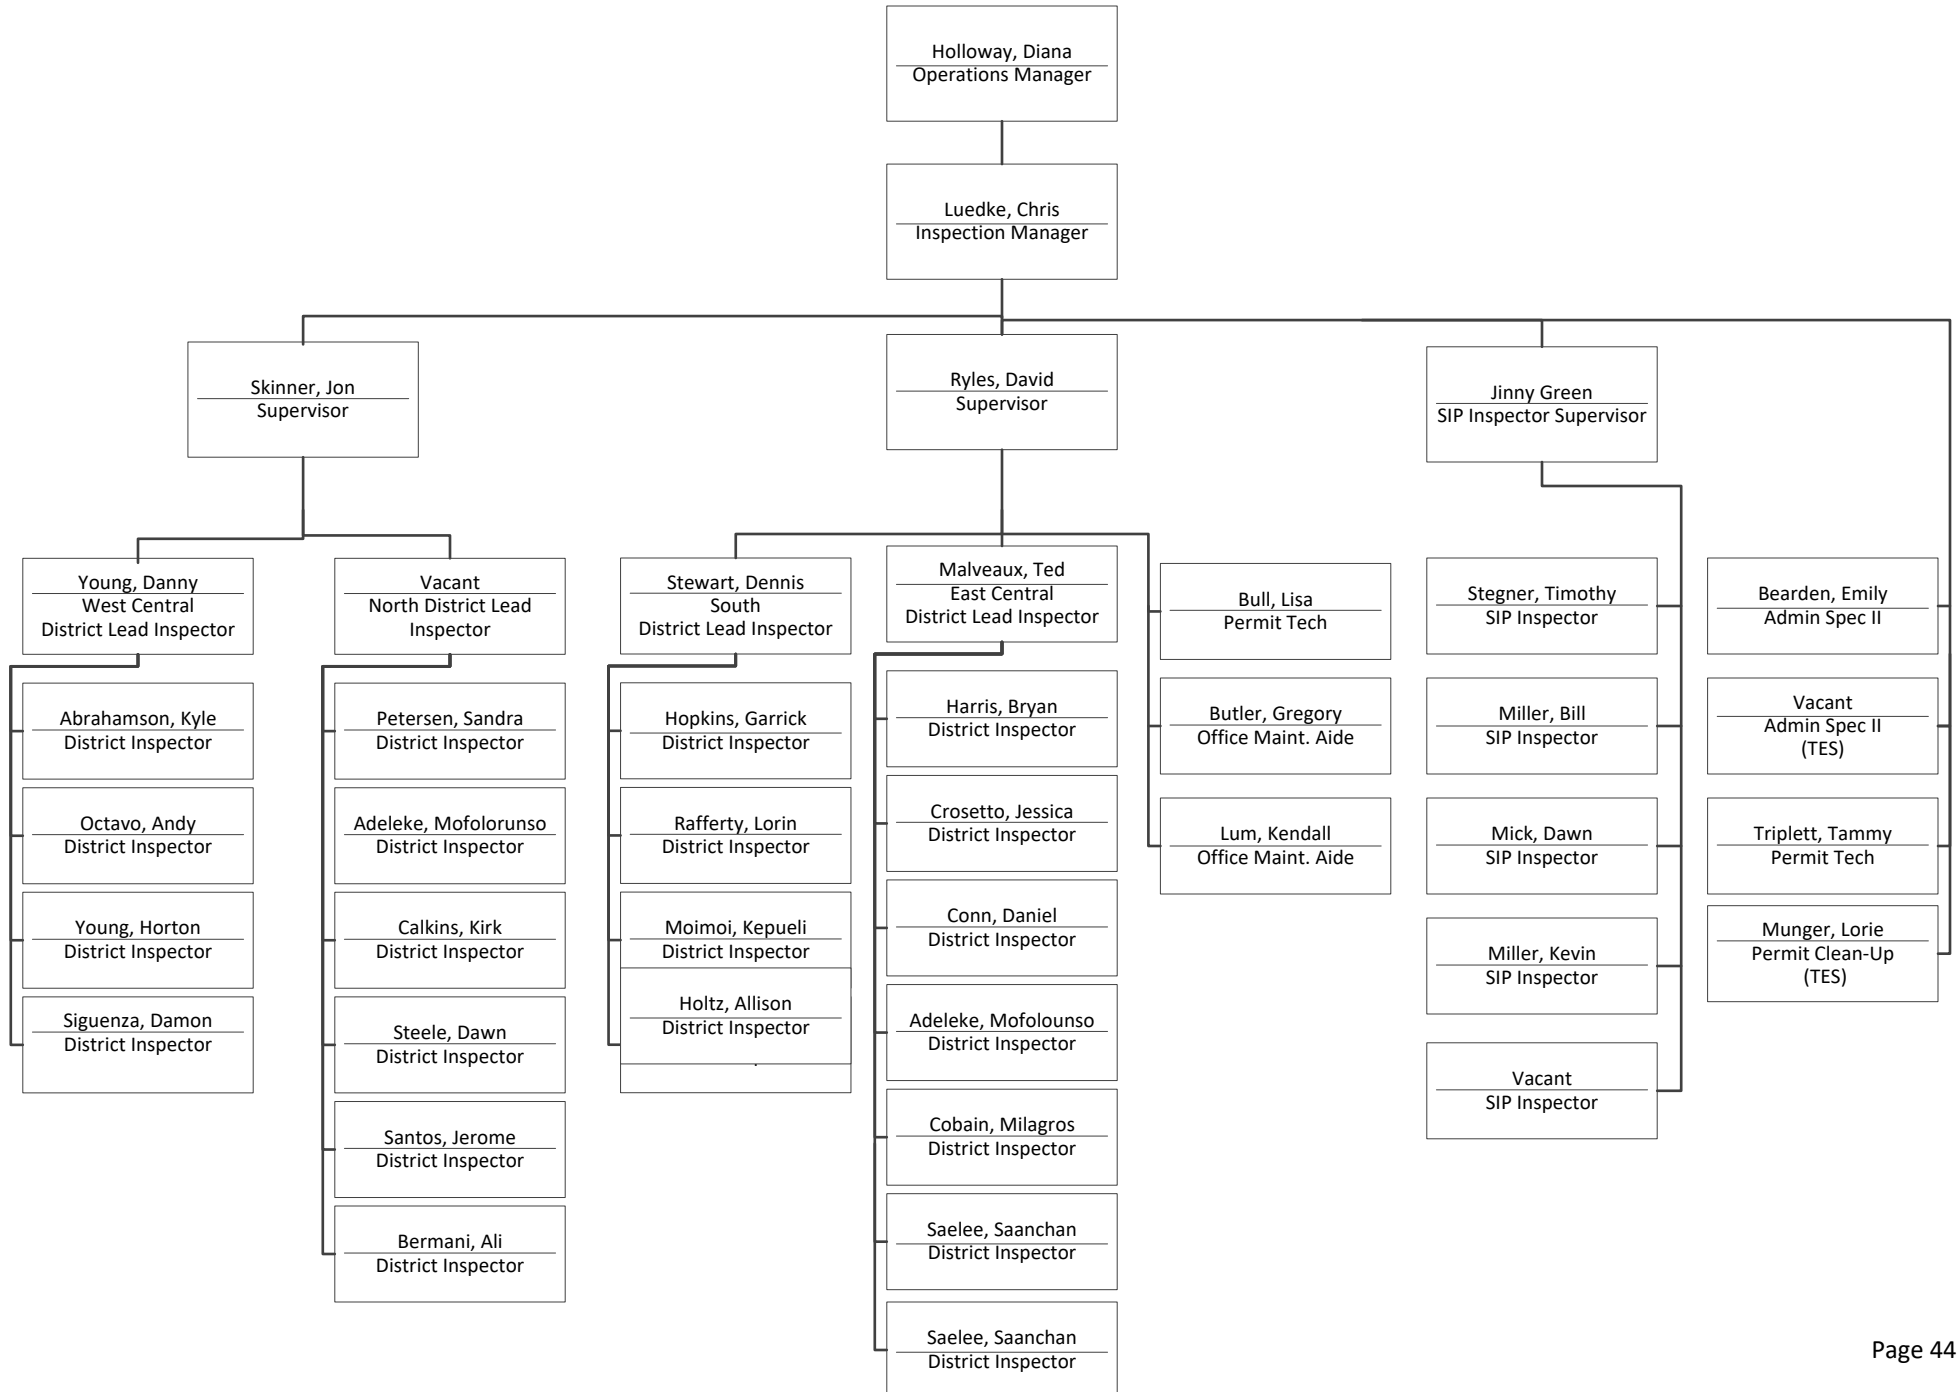 Holloway, Diana
Operations Manager
Luedke, Chris
Inspection Manager
Skinner, Jon
Supervisor
Ryles, David
Supervisor
Jinny Green
SIP Inspector Supervisor
Young, Danny
West Central
District Lead Inspector
Vacant
North District Lead
Inspector
Stewart, Dennis
South
District Lead Inspector
Malveaux, Ted
East Central
District Lead Inspector
Bull, Lisa
Permit Tech
Stegner, Timothy
SIP Inspector
Bearden, Emily
Admin Spec II
Abrahamson, Kyle
District Inspector
Petersen, Sandra
District Inspector
Hopkins, Garrick
District Inspector
Harris, Bryan
District Inspector
Butler, Gregory
Office Maint. Aide
Miller, Bill
SIP Inspector
Vacant
Admin Spec II
(TES)
Octavo, Andy
District Inspector
Adeleke, Mofolorunso
District Inspector
Rafferty, Lorin
District Inspector
Crosetto, Jessica
District Inspector
Lum, Kendall
Office Maint. Aide
Mick, Dawn
SIP Inspector
Triplett, Tammy
Permit Tech
Young, Horton
District Inspector
Calkins, Kirk
District Inspector
Moimoi, Kepueli
District Inspector
Conn, Daniel
District Inspector
Miller, Kevin
SIP Inspector
Munger, Lorie
Permit Clean-Up
(TES)
Siguenza, Damon
District Inspector
Steele, Dawn
District Inspector
Holtz, Allison
District Inspector
Adeleke, Mofolounso
District Inspector
Vacant
SIP Inspector
Santos, Jerome
District Inspector
Cobain, Milagros
District Inspector
Bermani, Ali
District Inspector
Saelee, Saanchan
District Inspector
Saelee, Saanchan
District Inspector
Page 44